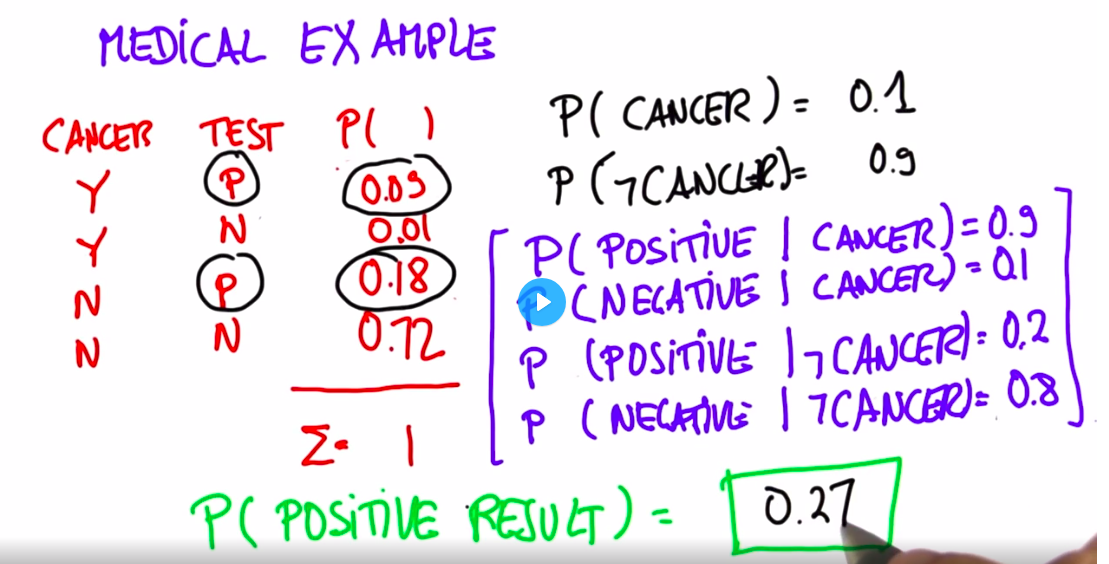 MEDICAL EXAMPLE
CANCER TEST P( )
Y P 0.09
Y N 0.01
N P 0.18
N N 0.72
Σ= 1
P(CANCER) = 0.1
P(¬CANCER)= 0.9
P(POSITIVE | CANCER)=0.9
P(NEGATIVE | CANCER)= 0.1
P (POSITIVE |¬CANCER)= 0.2
P (NEGATIVE | ¬CANCER)= 0.8
P(POSITIVE RESULT) = 0.27